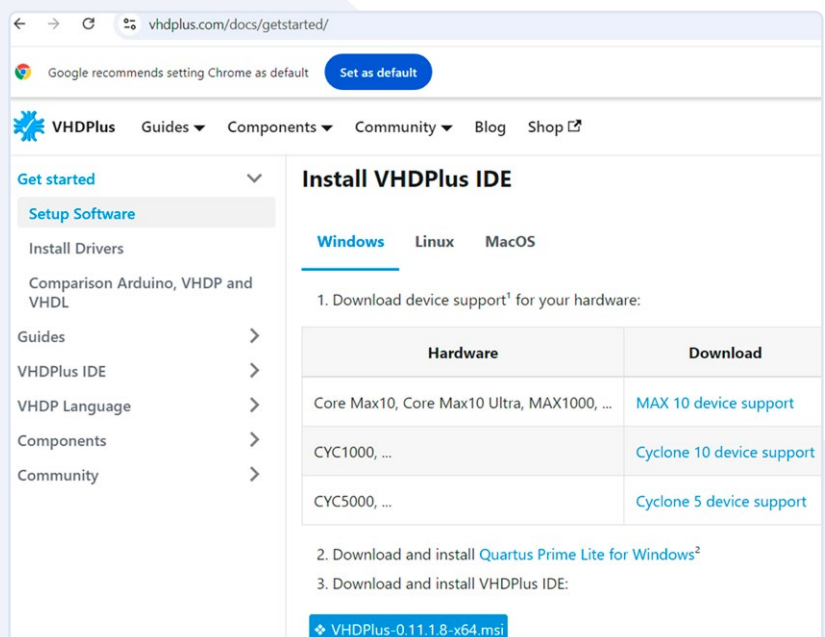 vhdplus.com/docs/getstarted/
Google recommends setting Chrome as default
Set as default
VHDPlus Guides Components Community Blog Shop
Get started
Setup Software
Install Drivers
Comparison Arduino, VHDP and
VHDL
Guides
VHDPlus IDE
VHDP Language
Components
Community
Install VHDPlus IDE
Windows Linux MacOS
1. Download device support¹ for your hardware:
Hardware Download
Core Max10, Core Max10 Ultra, MAX1000, ... MAX 10 device support
CYC1000, ... Cyclone 10 device support
CYC5000, ... Cyclone 5 device support
2. Download and install Quartus Prime Lite for Windows²
3. Download and install VHDPlus IDE:
❖ VHDPlus-0.11.1.8-x64.msi